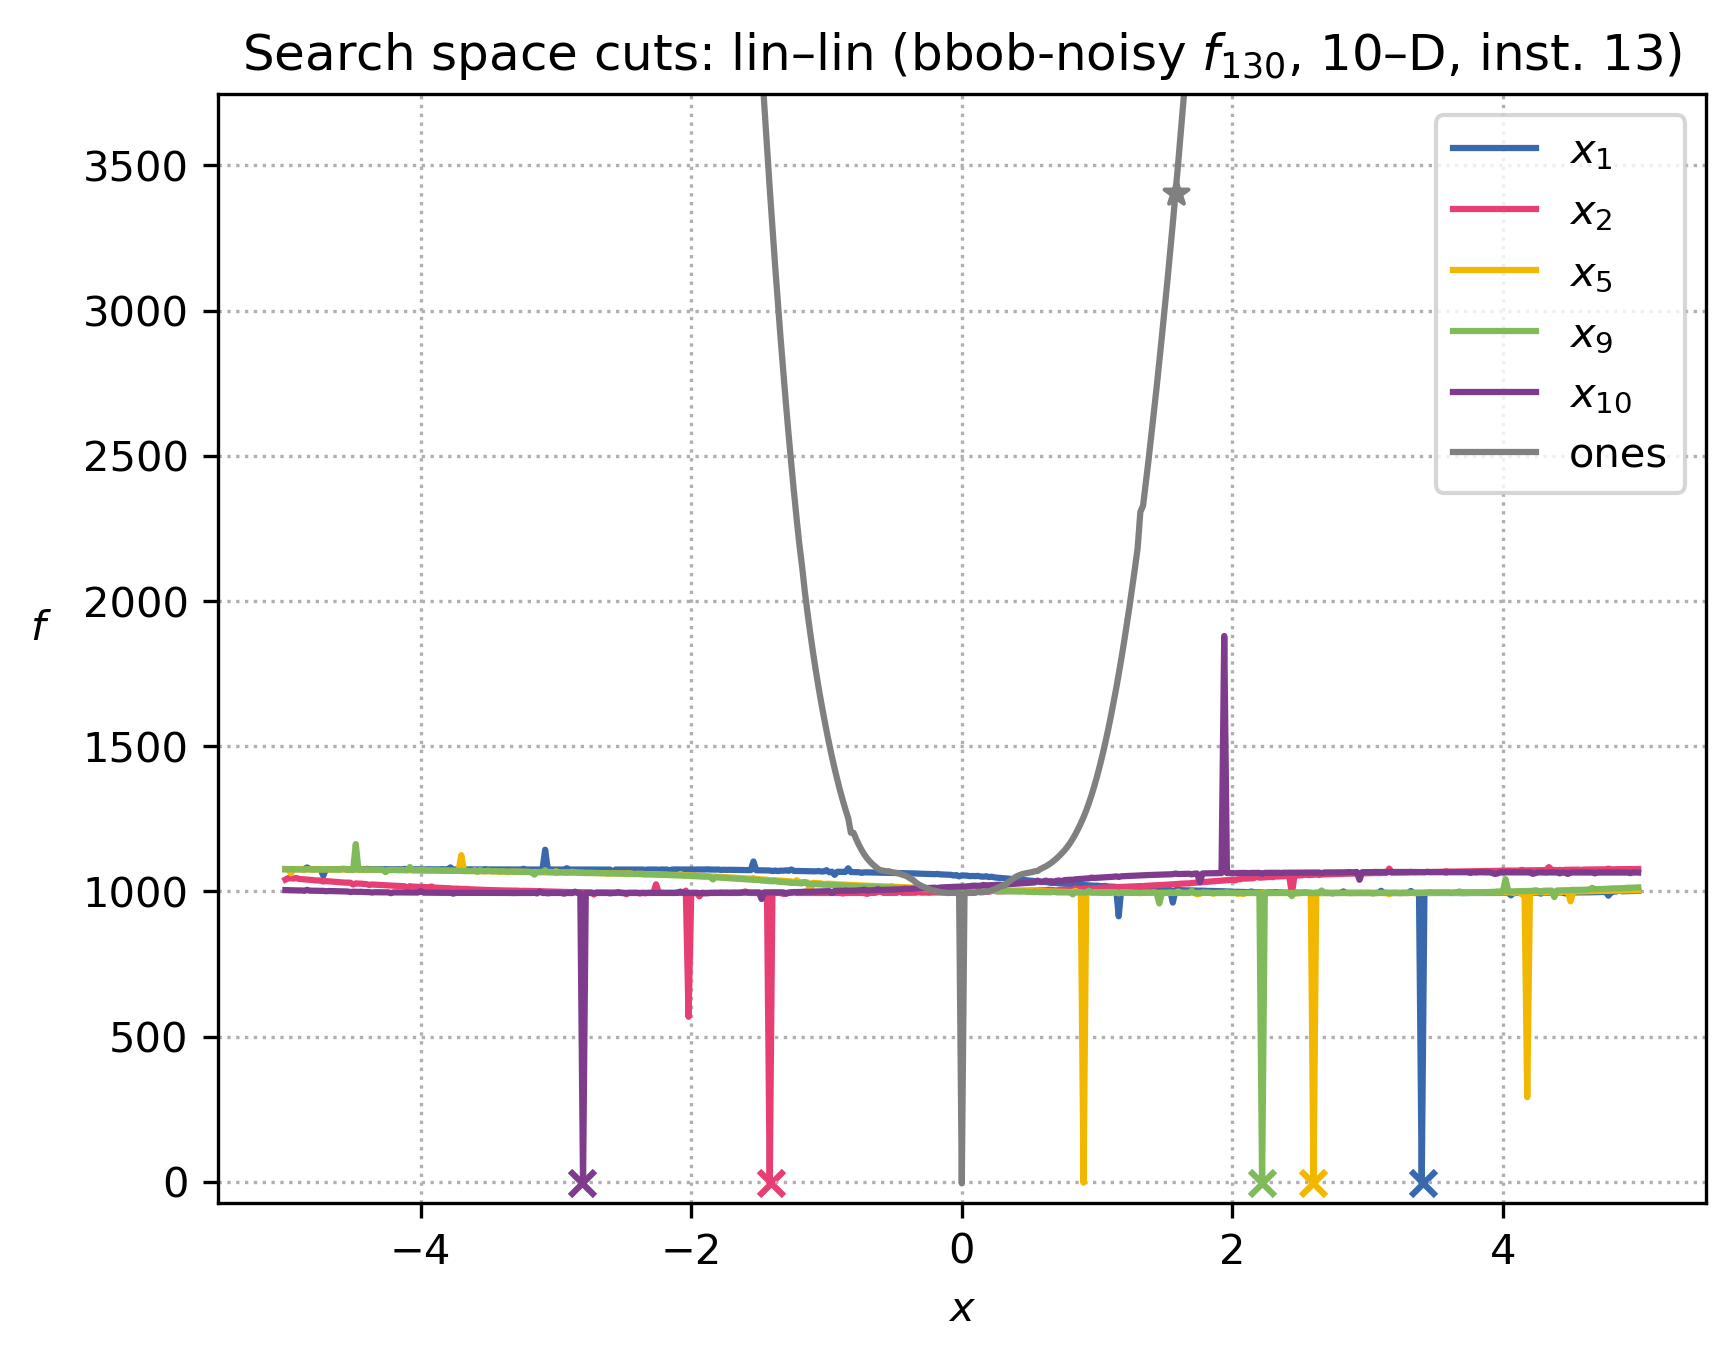 Search space cuts: lin–lin (bbob-noisy f₁₃₀, 10–D, inst. 13)
3500
3000
2500
2000
1500
1000
500
0
f
−4
−2
0
2
4
x
x₁
x₂
x₅
x₉
x₁₀
ones